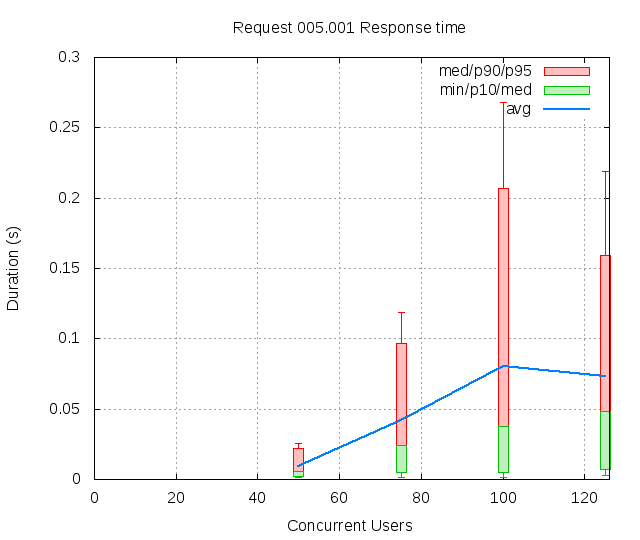 Request 005.001 Response time
0.3
med/p90/p95
min/p10/med
avg
0.25
0.2
0.15
0.1
0.05
0
Duration (s)
0 20 40 60 80 100 120
Concurrent Users